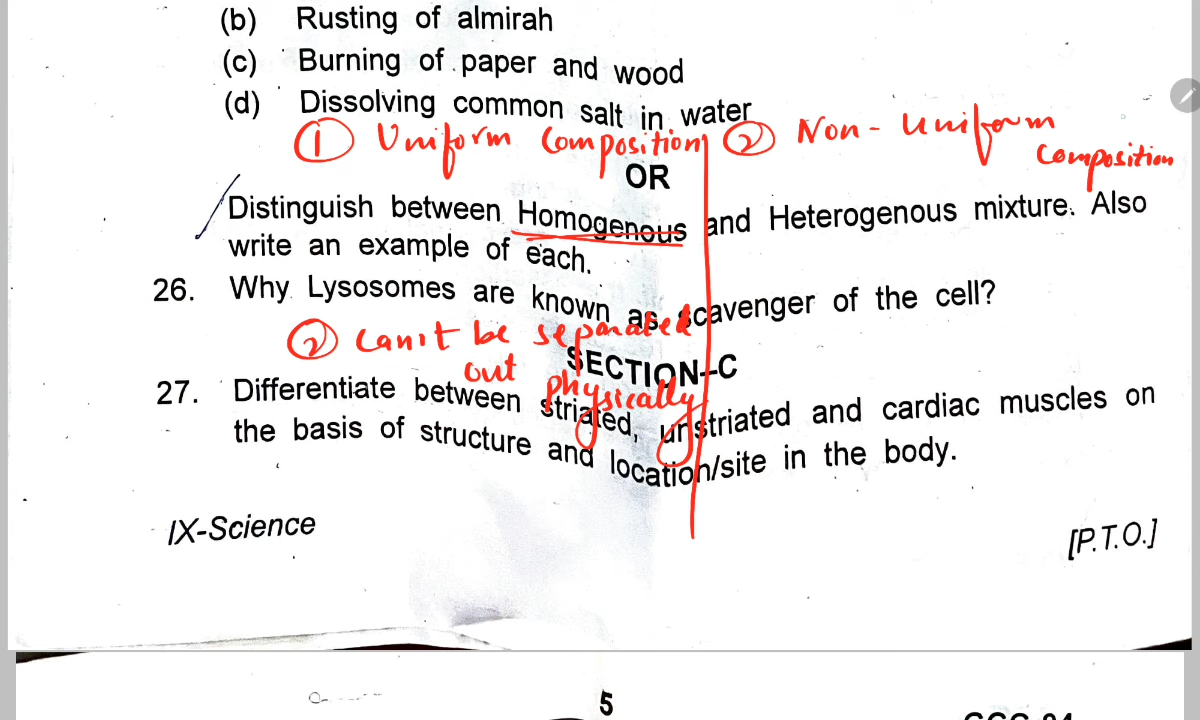 (b) Rusting of almirah
(c) Burning of paper and wood
(d) Dissolving common salt in water
① Uniform Composition ② Non-Uniform Composition
OR
Distinguish between Homogenous and Heterogenous mixture. Also
write an example of each.
26. Why Lysosomes are known as scavenger of the cell?
② Can't be separated
out physically
SECTION-C
27. Differentiate between striated, unstriated and cardiac muscles on
the basis of structure and location/site in the body.
IX-Science
[P.T.O.]
5